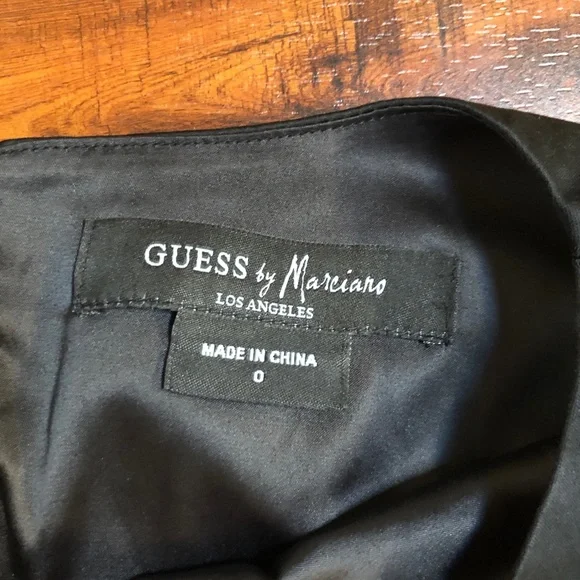 GUESS by Marciano
LOS ANGELES
MADE IN CHINA
0